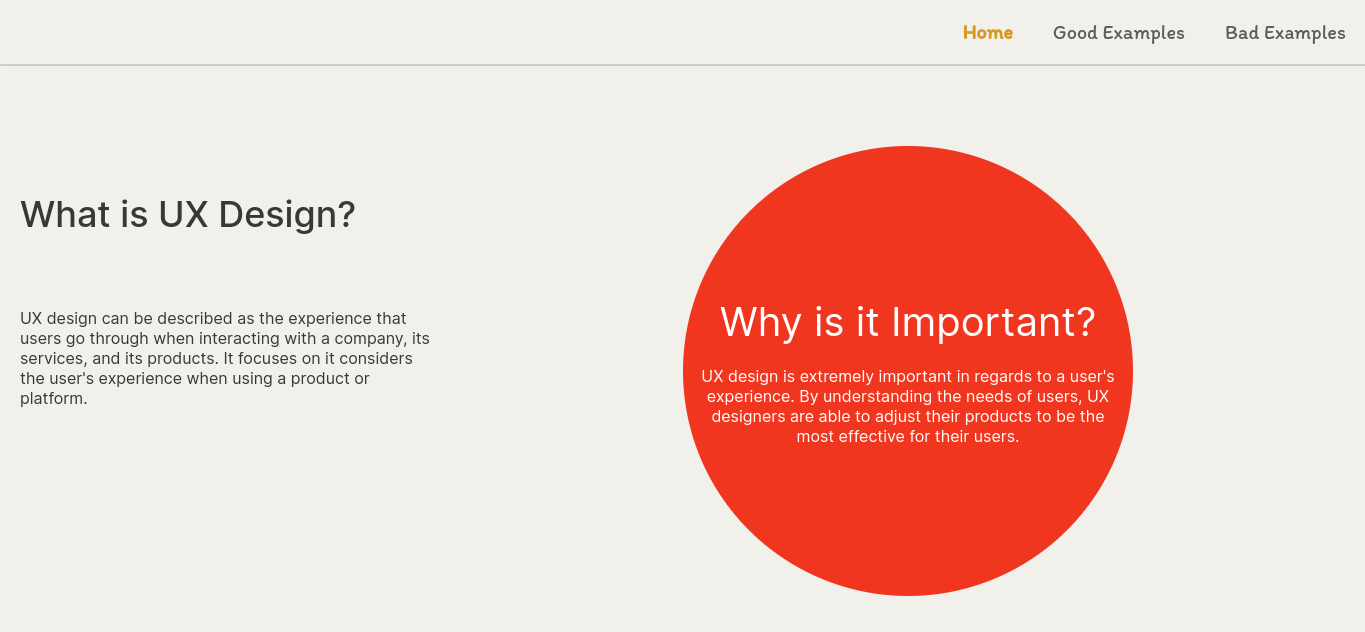 Home
Good Examples
Bad Examples
What is UX Design?
UX design can be described as the experience that
users go through when interacting with a company, its
services, and its products. It focuses on it considers
the user's experience when using a product or
platform.
Why is it Important?
UX design is extremely important in regards to a user's
experience. By understanding the needs of users, UX
designers are able to adjust their products to be the
most effective for their users.